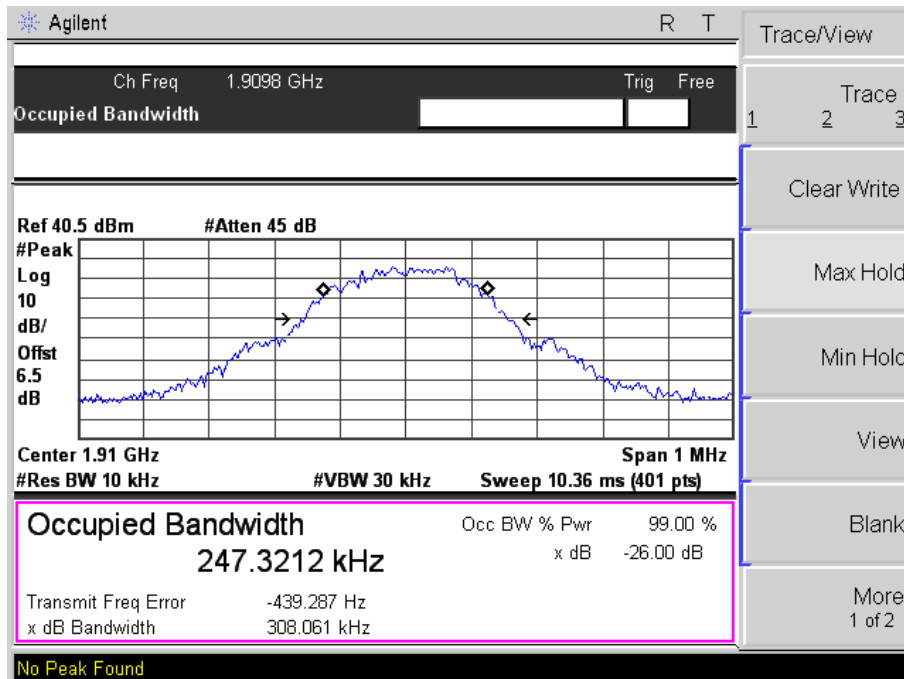 Agilent R T
Trace/View
Ch Freq 1.9098 GHz Trig Free
Occupied Bandwidth
Trace
1 2 3
Clear Write
Ref 40.5 dBm #Atten 45 dB
#Peak
Log
10
dB/
Offst
6.5
dB
Max Hold
Min Hold
Center 1.91 GHz Span 1 MHz
#Res BW 10 kHz #VBW 30 kHz Sweep 10.36 ms (401 pts)
View
Occupied Bandwidth Occ BW % Pwr 99.00 %
247.3212 kHz x dB -26.00 dB
Blank
Transmit Freq Error -439.287 Hz
x dB Bandwidth 308.061 kHz
More
1 of 2
No Peak Found